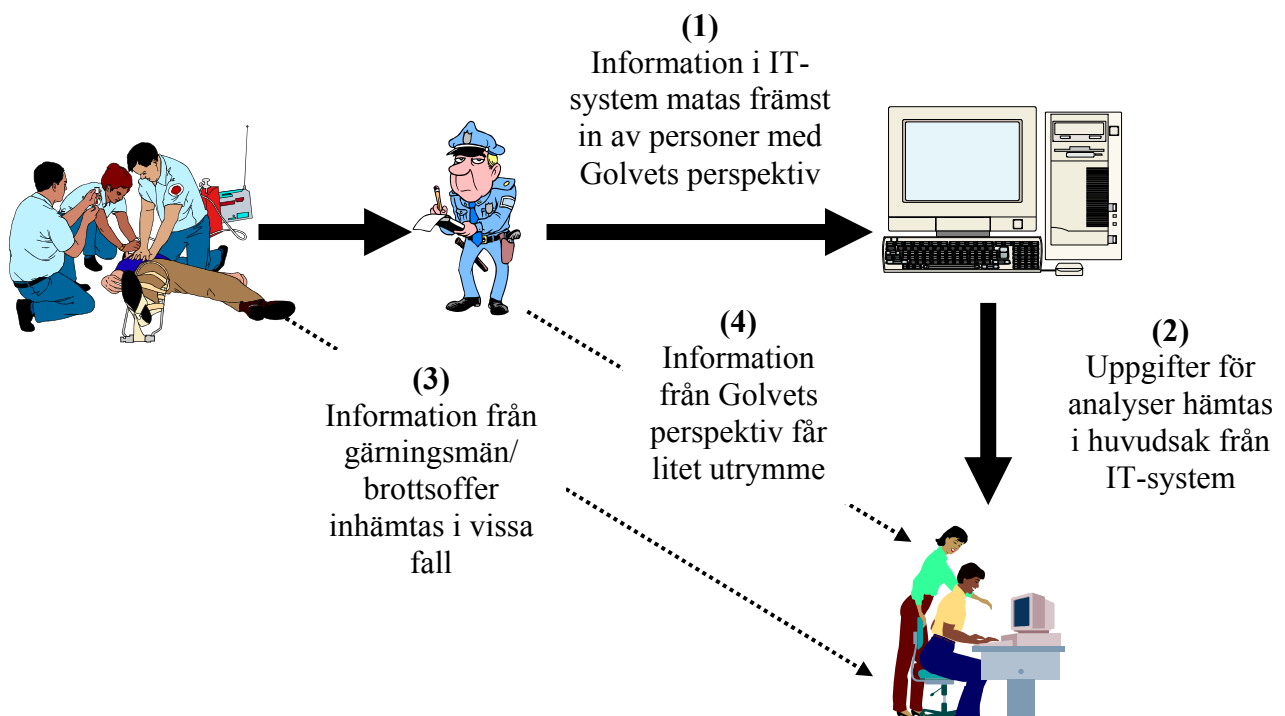 (1)
Information i IT-
system matas främst
in av personer med
Golvets perspektiv
(2)
Uppgifter för
analyser hämtas
i huvudsak från
IT-system
(3)
Information från
gärningsmän/
brottsoffer
inhämtas i vissa
fall
(4)
Information
från Golvets
perspektiv får
litet utrymme